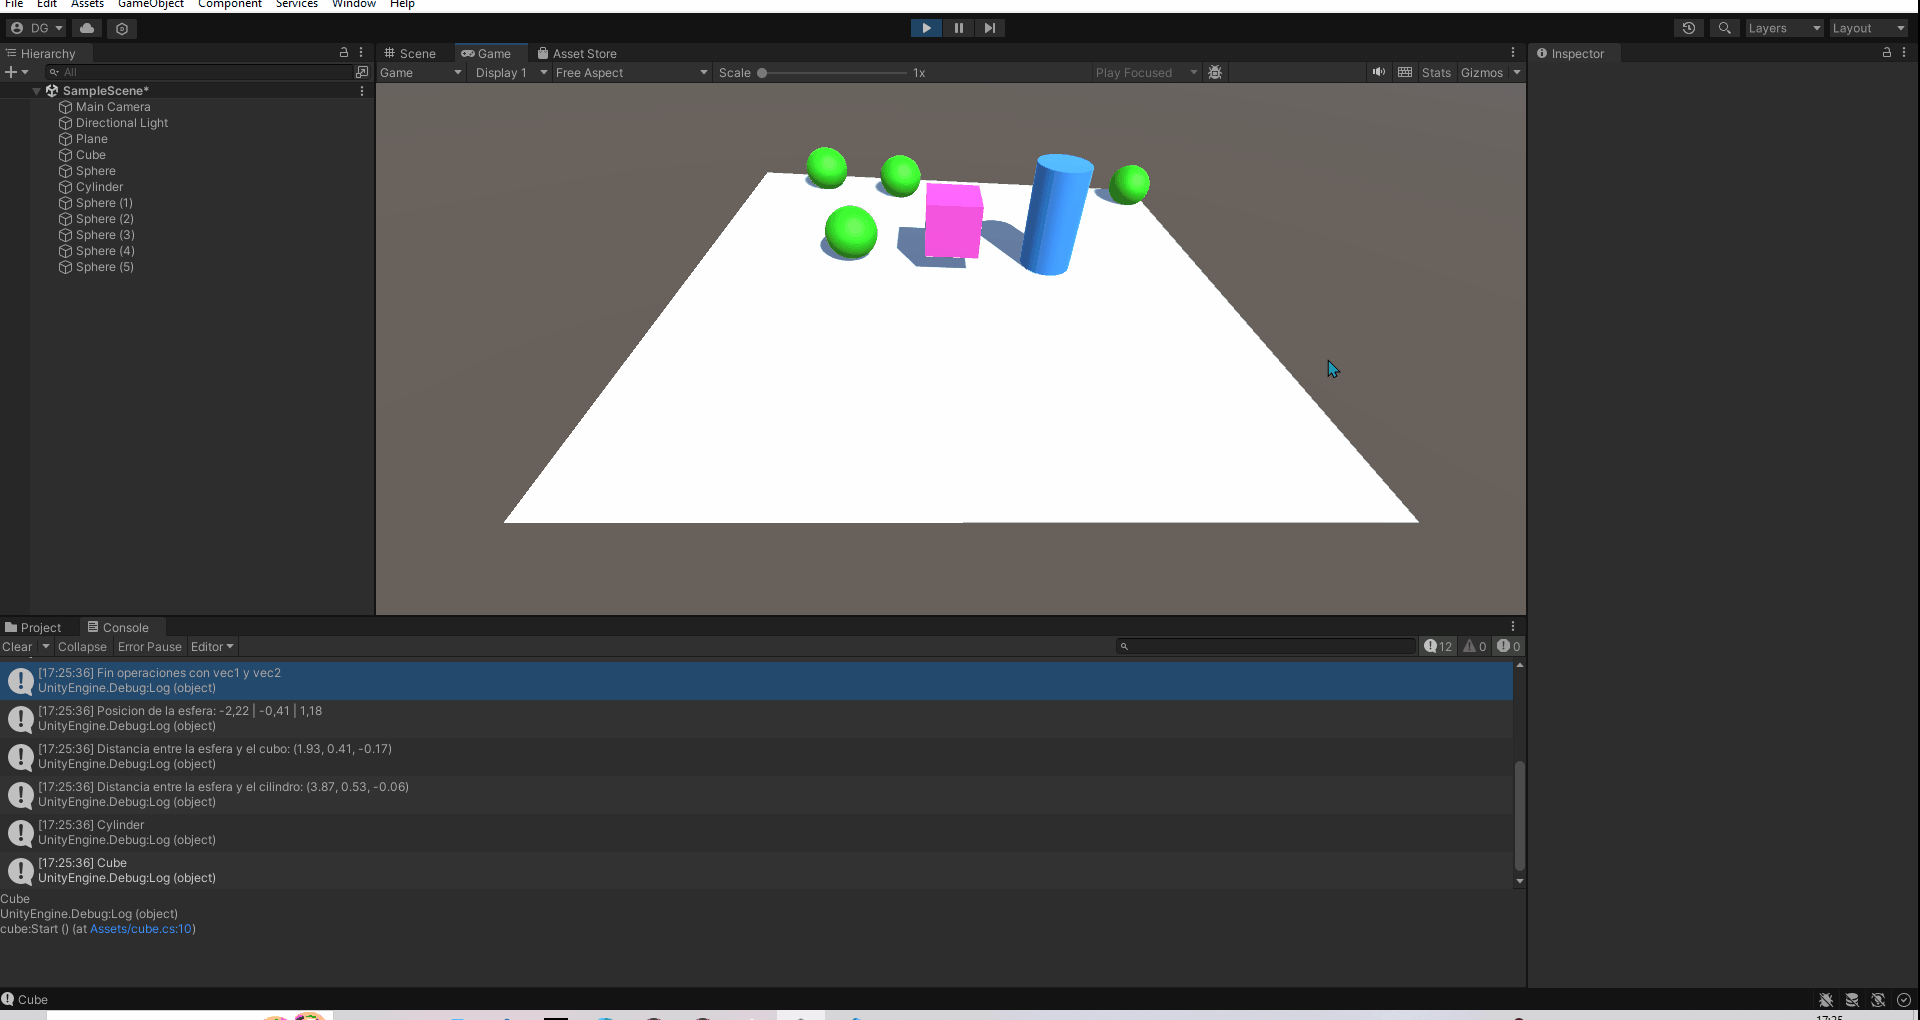 File Edit Assets GameObject Component Services Window Help
DG Layers Layout
Hierarchy Scene Game Asset Store Inspector
All Game Display 1 Free Aspect Scale 1x Play Focused Stats Gizmos
SampleScene*
Main Camera
Directional Light
Plane
Cube
Sphere
Cylinder
Sphere (1)
Sphere (2)
Sphere (3)
Sphere (4)
Sphere (5)
Project Console
Clear Collapse Error Pause Editor 12 0 0
[17:25:36] Fin operaciones con vec1 y vec2
UnityEngine.Debug:Log (object)
[17:25:36] Posicion de la esfera: -2,22 | -0,41 | 1,18
UnityEngine.Debug:Log (object)
[17:25:36] Distancia entre la esfera y el cubo: (1.93, 0.41, -0.17)
UnityEngine.Debug:Log (object)
[17:25:36] Distancia entre la esfera y el cilindro: (3.87, 0.53, -0.06)
UnityEngine.Debug:Log (object)
[17:25:36] Cylinder
UnityEngine.Debug:Log (object)
[17:25:36] Cube
UnityEngine.Debug:Log (object)
Cube
UnityEngine.Debug:Log (object)
cube:Start () (at Assets/cube.cs:10)
Cube
17:25